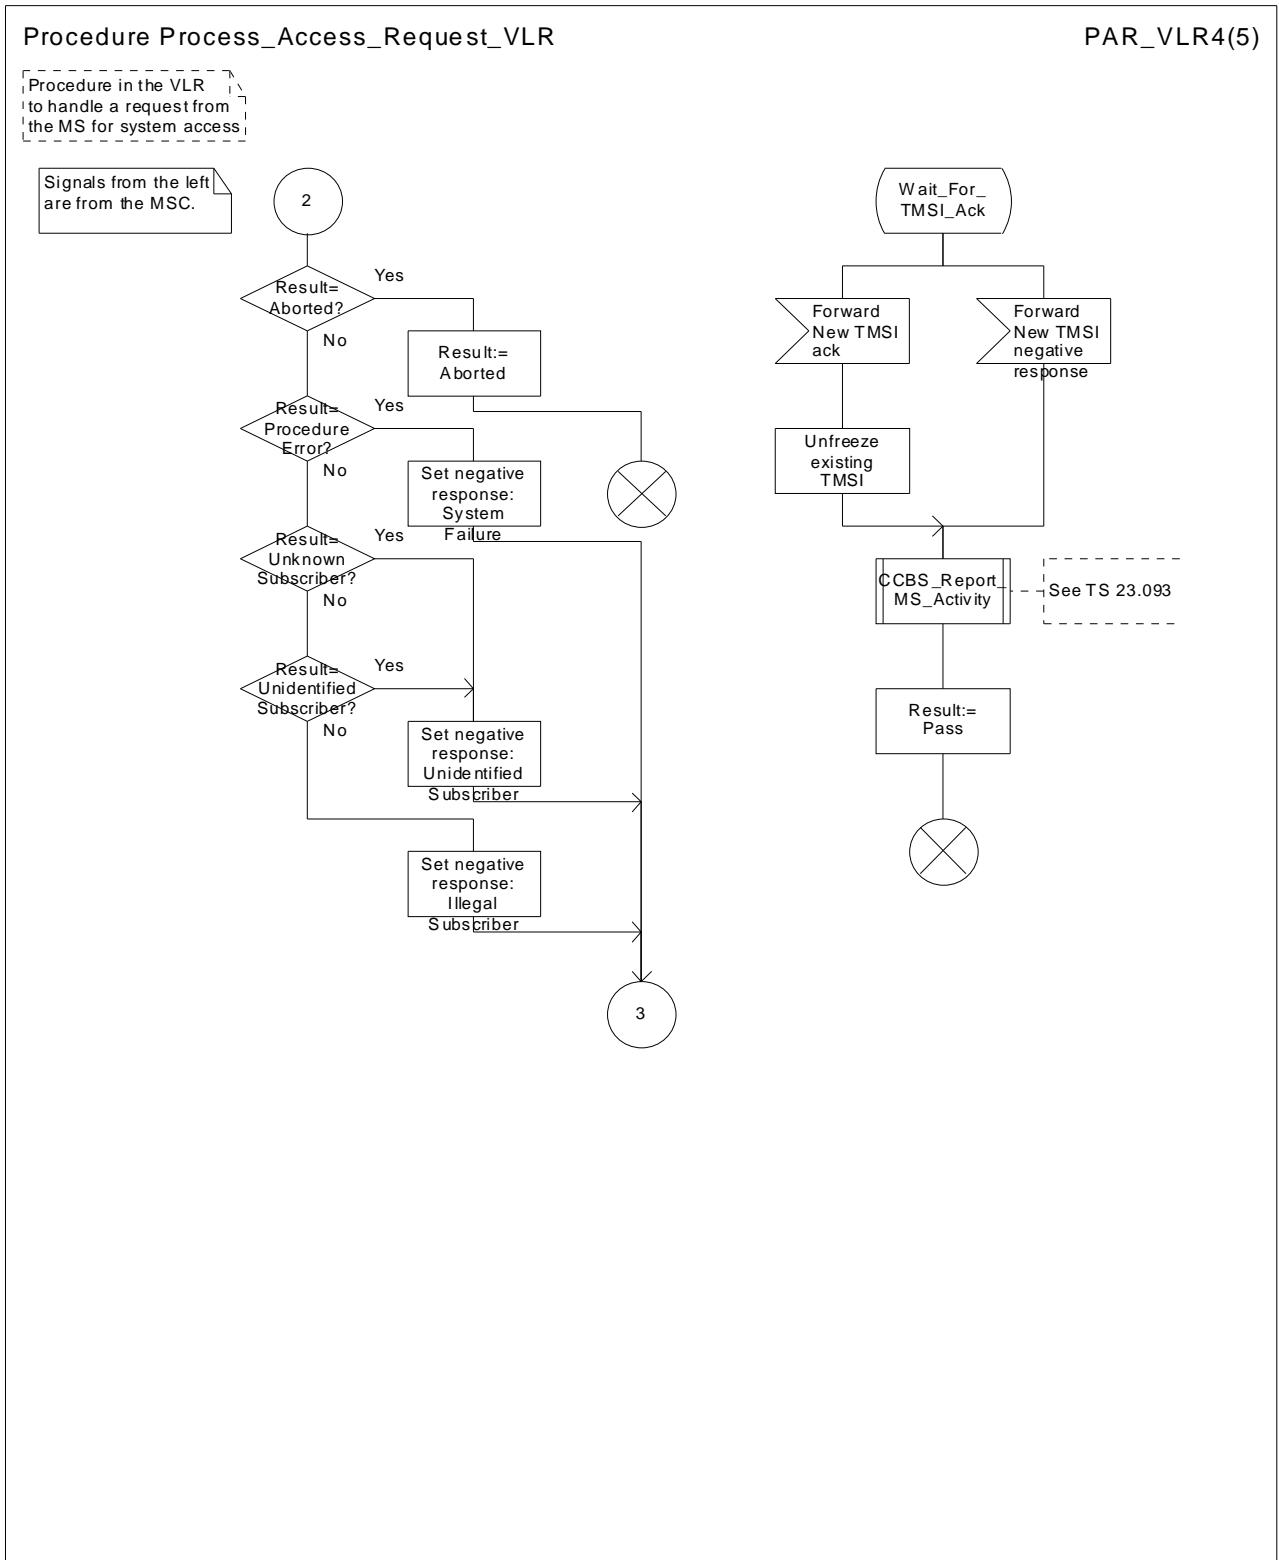 Procedure Process_Access_Request_VLR
PAR_VLR4(5)
Procedure in the VLR
to handle a request from
the MS for system access
Signals from the left
are from the MSC.
2
Result=
Aborted?
Yes
No
Result:=
Aborted
Result=
Procedure
Error?
Yes
No
Set negative
response:
System
Failure
Result=
Unknown
Subscriber?
Yes
No
Result=
Unidentified
Subscriber?
Yes
No
Set negative
response:
Unidentified
Subscriber
Set negative
response:
Illegal
Subscriber
3
Wait_For_
TMSI_Ack
Forward
New TMSI
ack
Forward
New TMSI
negative
response
Unfreeze
existing
TMSI
CCBS_Report_
MS_Activity
See TS 23.093
Result:=
Pass